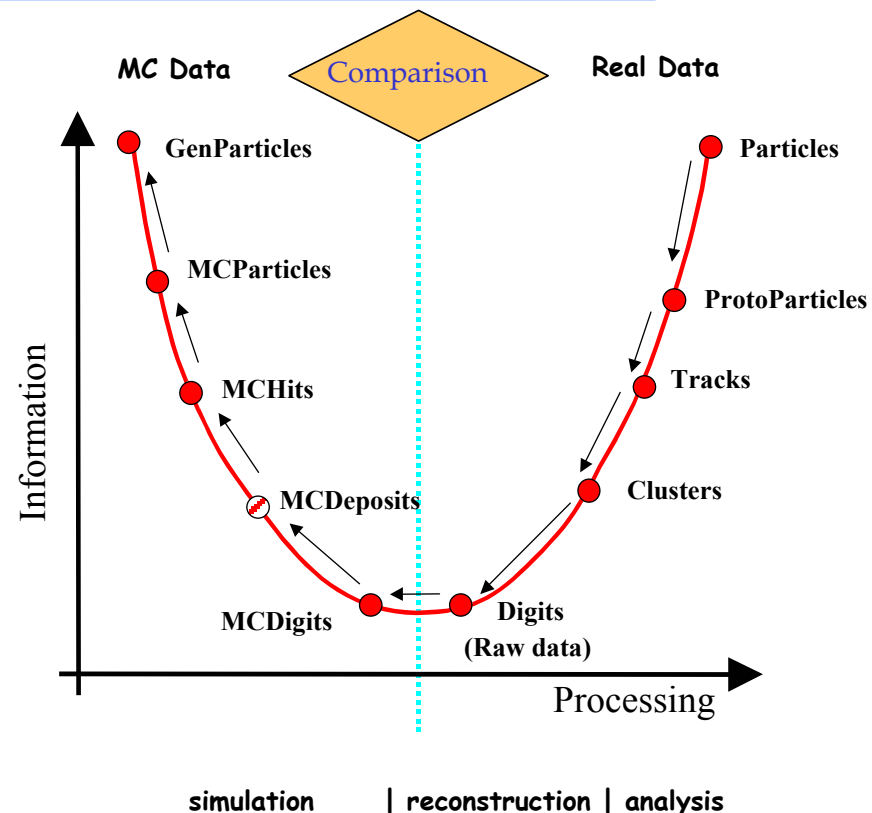 MC Data
Comparison
Real Data
GenParticles
Particles
MCParticles
ProtoParticles
MCHits
Tracks
Information
MCDeposits
Clusters
MCDigits
Digits
(Raw data)
Processing
simulation | reconstruction | analysis